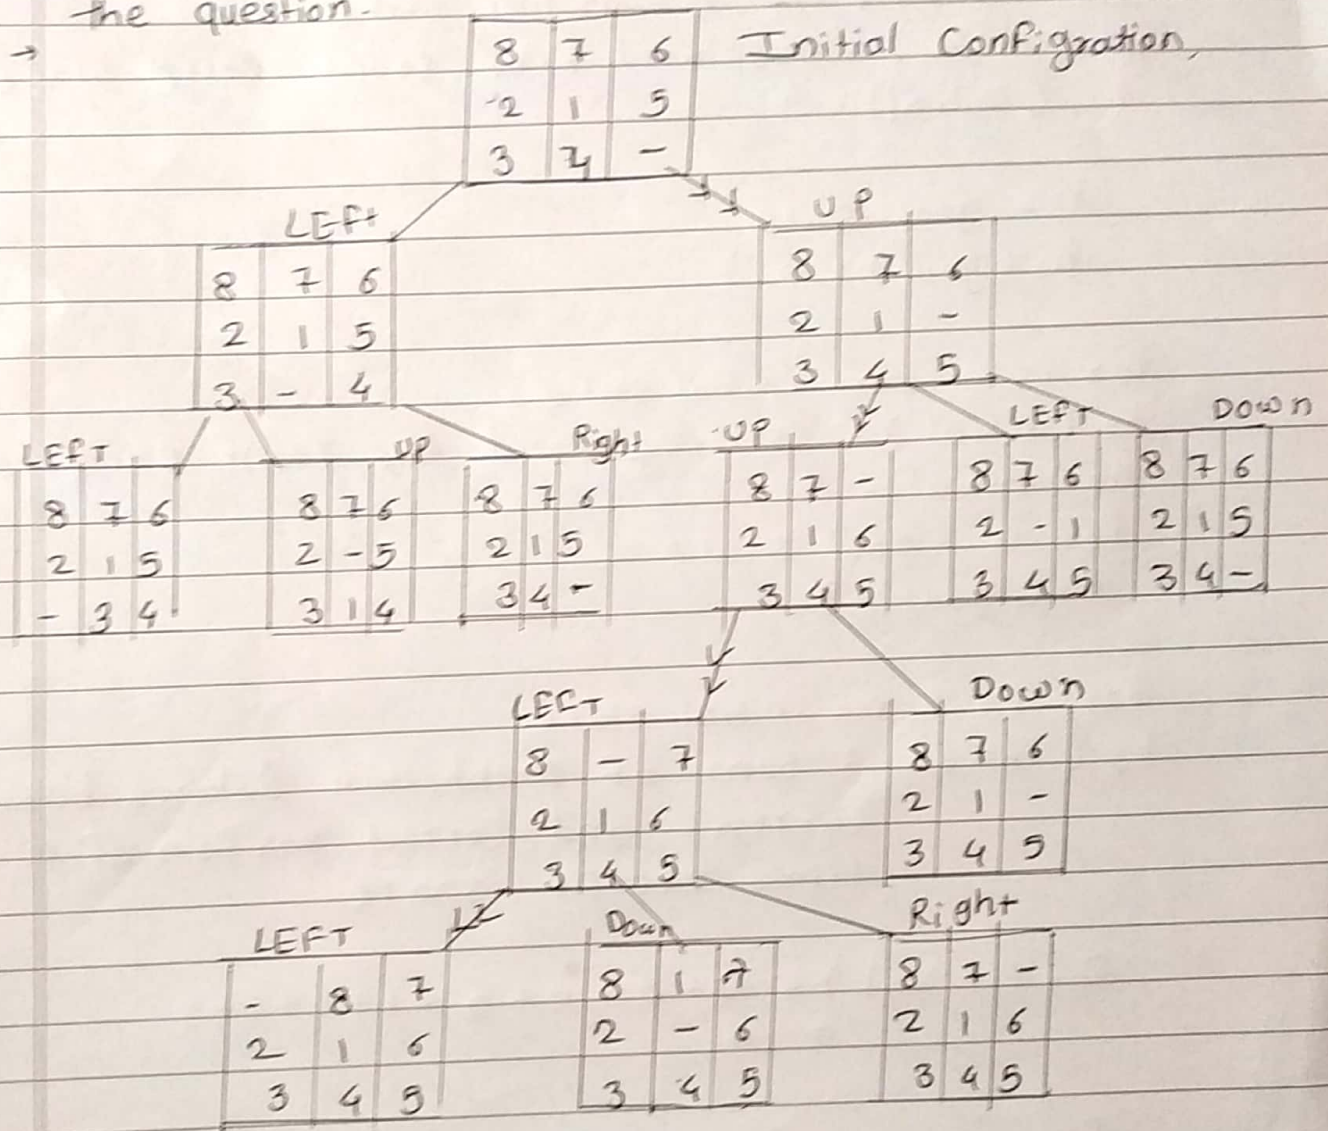 the question.
→ 8 7 6 Initial Configration,
2 1 5
3 4 -
LEFt UP
8 7 6 8 7 6
2 1 5 2 1 -
3 - 4 3 4 5
LEFT UP Right UP LEFT Down
8 7 6 8 7 6 8 7 6 8 7 - 8 7 6 8 7 6
2 1 5 2 - 5 2 1 5 2 1 6 2 - 1 2 1 5
- 3 4 3 1 4 3 4 - 3 4 5 3 4 5 3 4 -
LEFT Down
8 - 7 8 7 6
2 1 6 2 1 -
3 4 5 3 4 5
LEFT Down Right
- 8 7 8 1 7 8 7 -
2 1 6 2 - 6 2 1 6
3 4 5 3 4 5 3 4 5